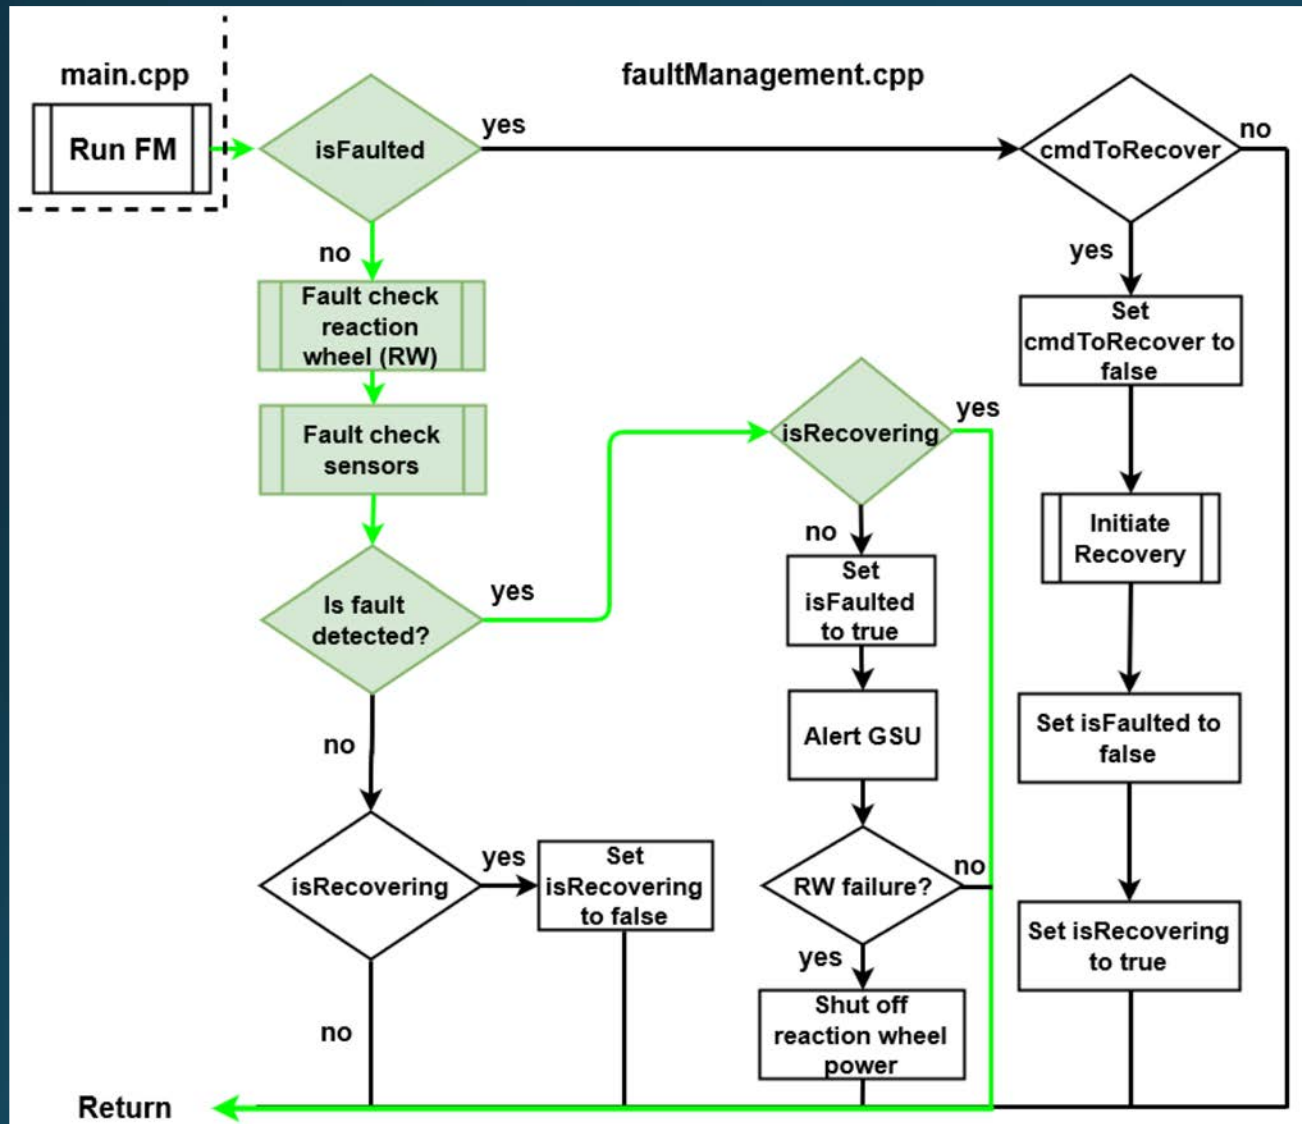 main.cpp
faultManagement.cpp
Run FM
isFaulted
yes
cmdToRecover
no
no
yes
Fault check
reaction
wheel (RW)
Set
cmdToRecover to
false
Fault check
sensors
isRecovering
yes
no
Initiate
Recovery
Set
isFaulted
to true
Is fault
detected?
yes
no
Alert GSU
Set isFaulted to
false
isRecovering
yes
Set
isRecovering
to false
RW failure?
no
Set isRecovering
to true
yes
no
Shut off
reaction wheel
power
Return